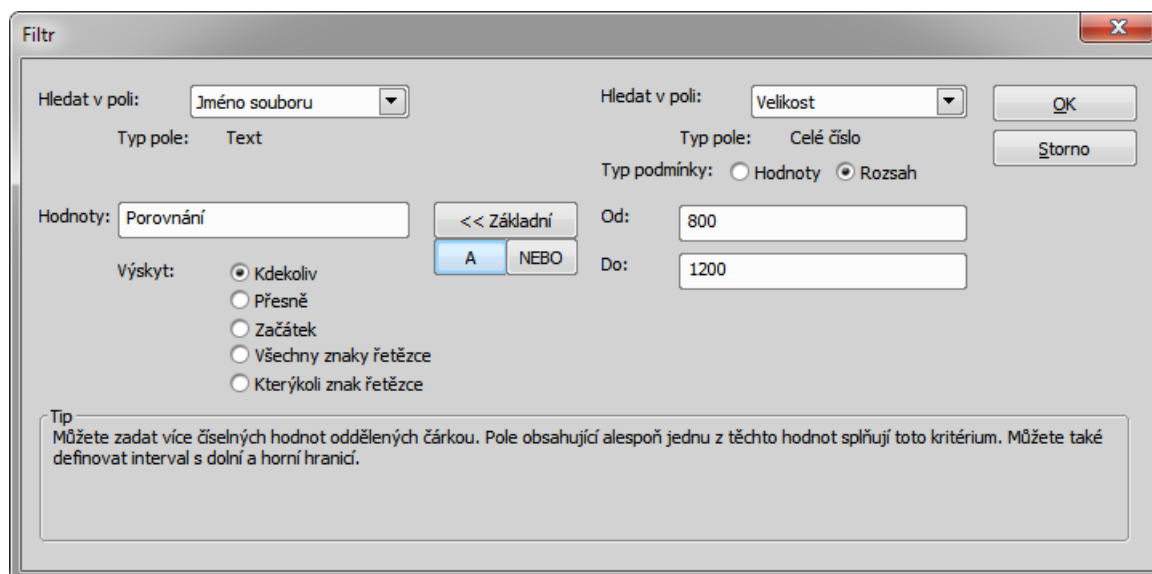 Filtr
Hledat v poli: Jméno souboru
Typ pole: Text
Hodnoty: Porovnání
Výskyt: Kdekoliv
Přesně
Začátek
Všechny znaky řetězce
Kterýkoli znak řetězce
<< Základní
A NEBO
Hledat v poli: Velikost
Typ pole: Celé číslo
Typ podmínky: Hodnoty Rozsah
Od: 800
Do: 1200
OK
Storno
Tip
Můžete zadat více číselných hodnot oddělených čárkou. Pole obsahující alespoň jednu z těchto hodnot splňují toto kritérium. Můžete také
definovat interval s dolní a horní hranicí.